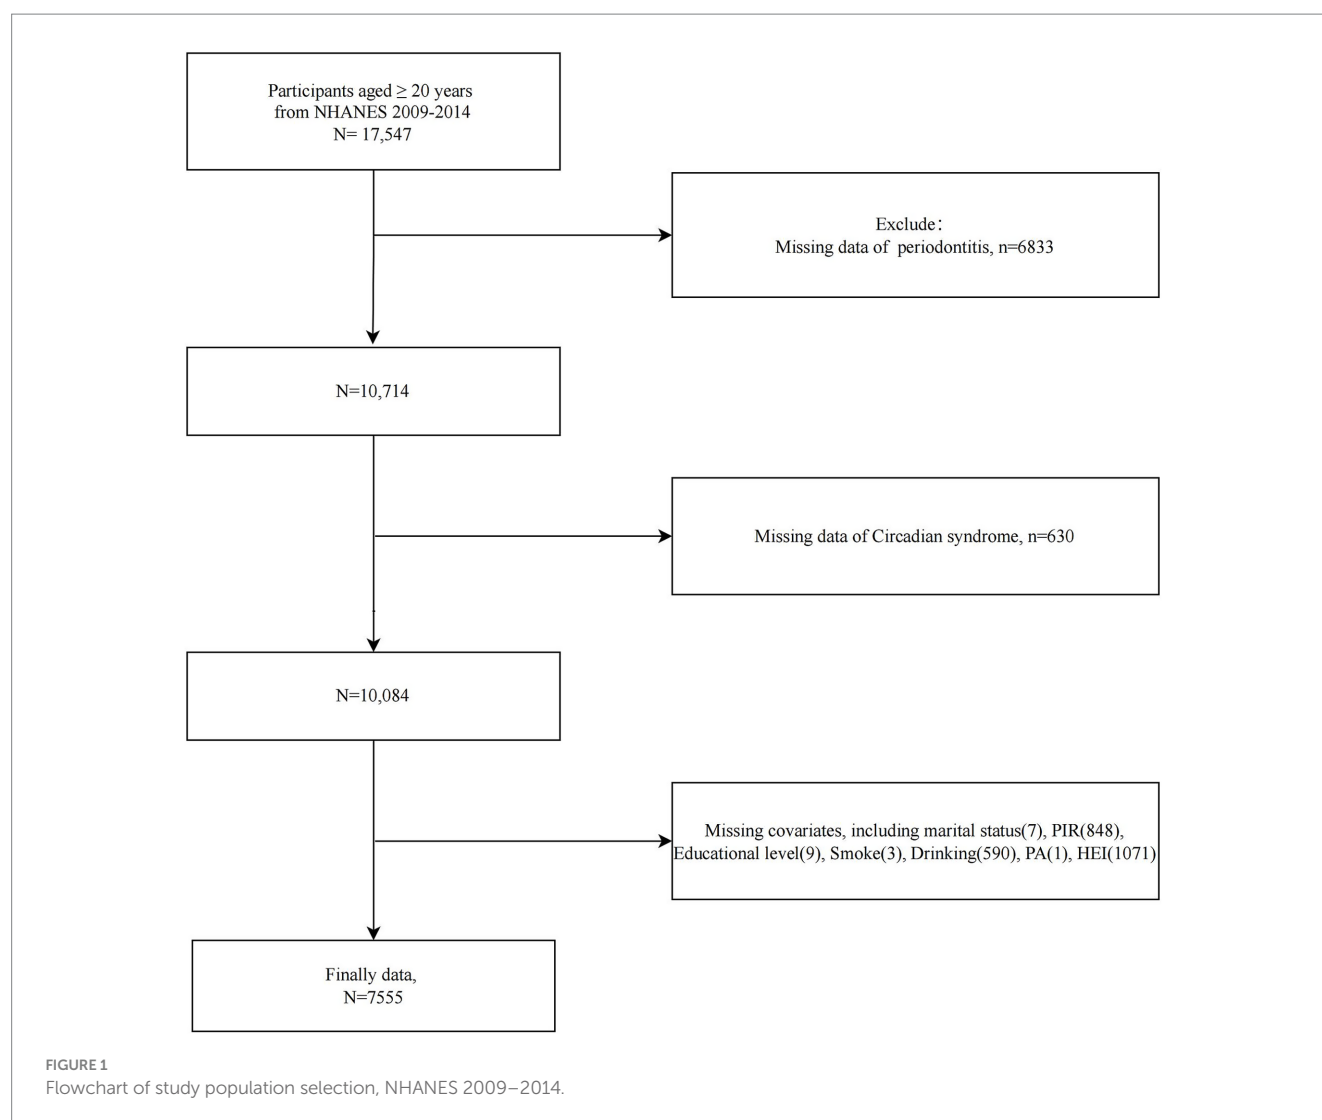 Participants aged ≥ 20 years
from NHANES 2009-2014
N= 17,547
Exclude：
Missing data of periodontitis, n=6833
N=10,714
Missing data of Circadian syndrome, n=630
N=10,084
Missing covariates, including marital status(7), PIR(848),
Educational level(9), Smoke(3), Drinking(590), PA(1), HEI(1071)
Finally data,
N=7555
FIGURE 1
Flowchart of study population selection, NHANES 2009–2014.